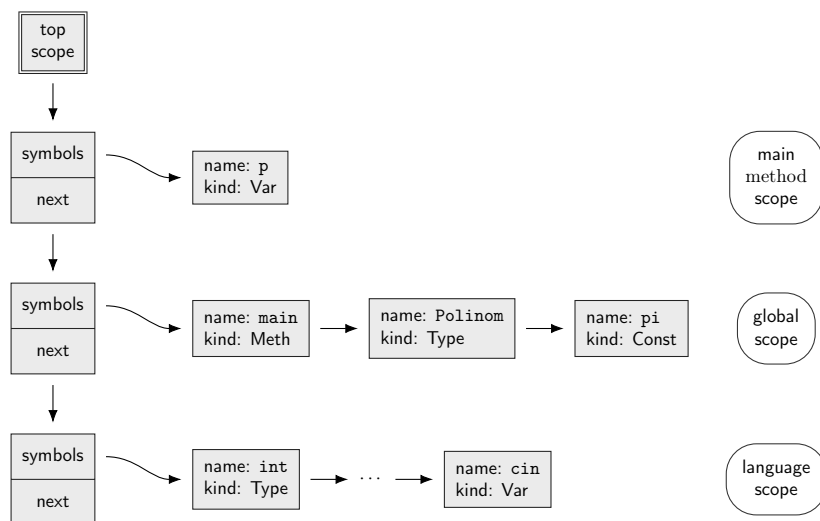 top
scope
symbols
next
name: p
kind: Var
main
method
scope
symbols
next
name: main
kind: Meth
name: Polinom
kind: Type
name: pi
kind: Const
global
scope
symbols
next
name: int
kind: Type
...
name: cin
kind: Var
language
scope